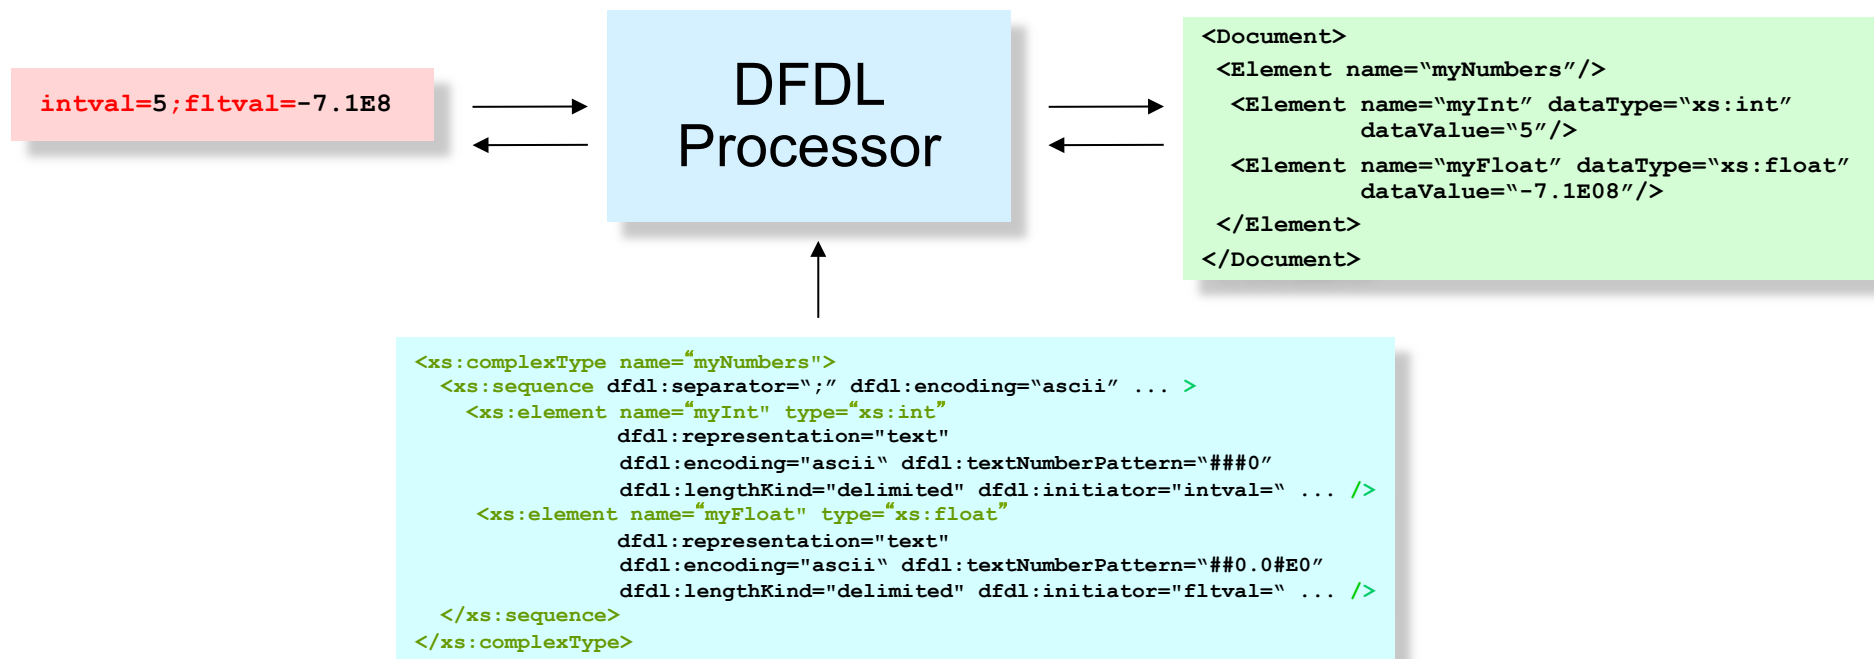 intval=5;fltval=-7.1E8
DFDL
Processor
<Document>
<Element name=“myNumbers”/>
<Element name=“myInt” dataType=“xs:int”
dataValue=“5”/>
<Element name=“myFloat” dataType=“xs:float”
dataValue=“-7.1E08”/>
</Element>
</Document>
<xs:complexType name=“myNumbers">
<xs:sequence dfdl:separator=“;” dfdl:encoding=“ascii” ... >
<xs:element name=“myInt" type=“xs:int”
dfdl:representation="text"
dfdl:encoding="ascii“ dfdl:textNumberPattern=“###0”
dfdl:lengthKind="delimited" dfdl:initiator="intval=“ ... />
<xs:element name=“myFloat" type=“xs:float”
dfdl:representation="text"
dfdl:encoding="ascii“ dfdl:textNumberPattern=“##0.0#E0”
dfdl:lengthKind="delimited" dfdl:initiator="fltval=“ ... />
</xs:sequence>
</xs:complexType>